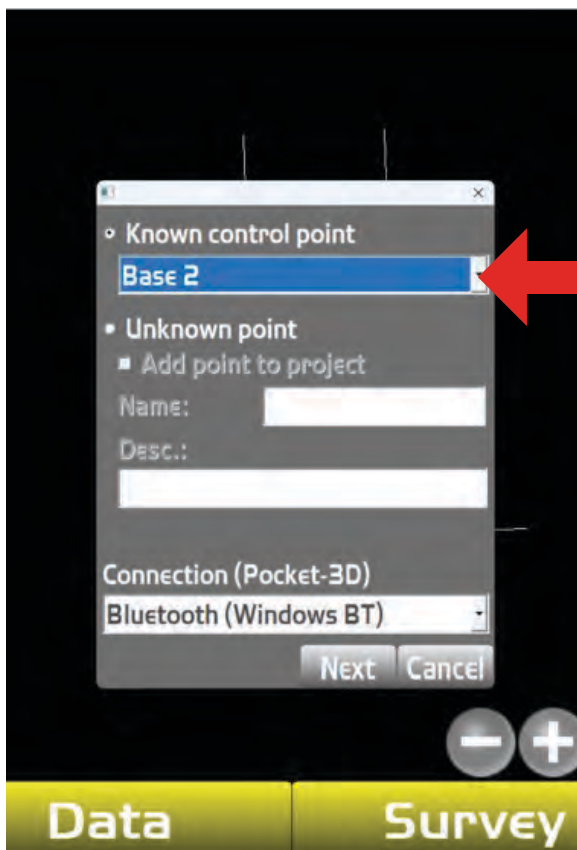 Known control point
Base 2
Unknown point
Add point to project
Name:
Desc.:
Connection (Pocket-3D)
Bluetooth (Windows BT)
Next Cancel
Data Survey